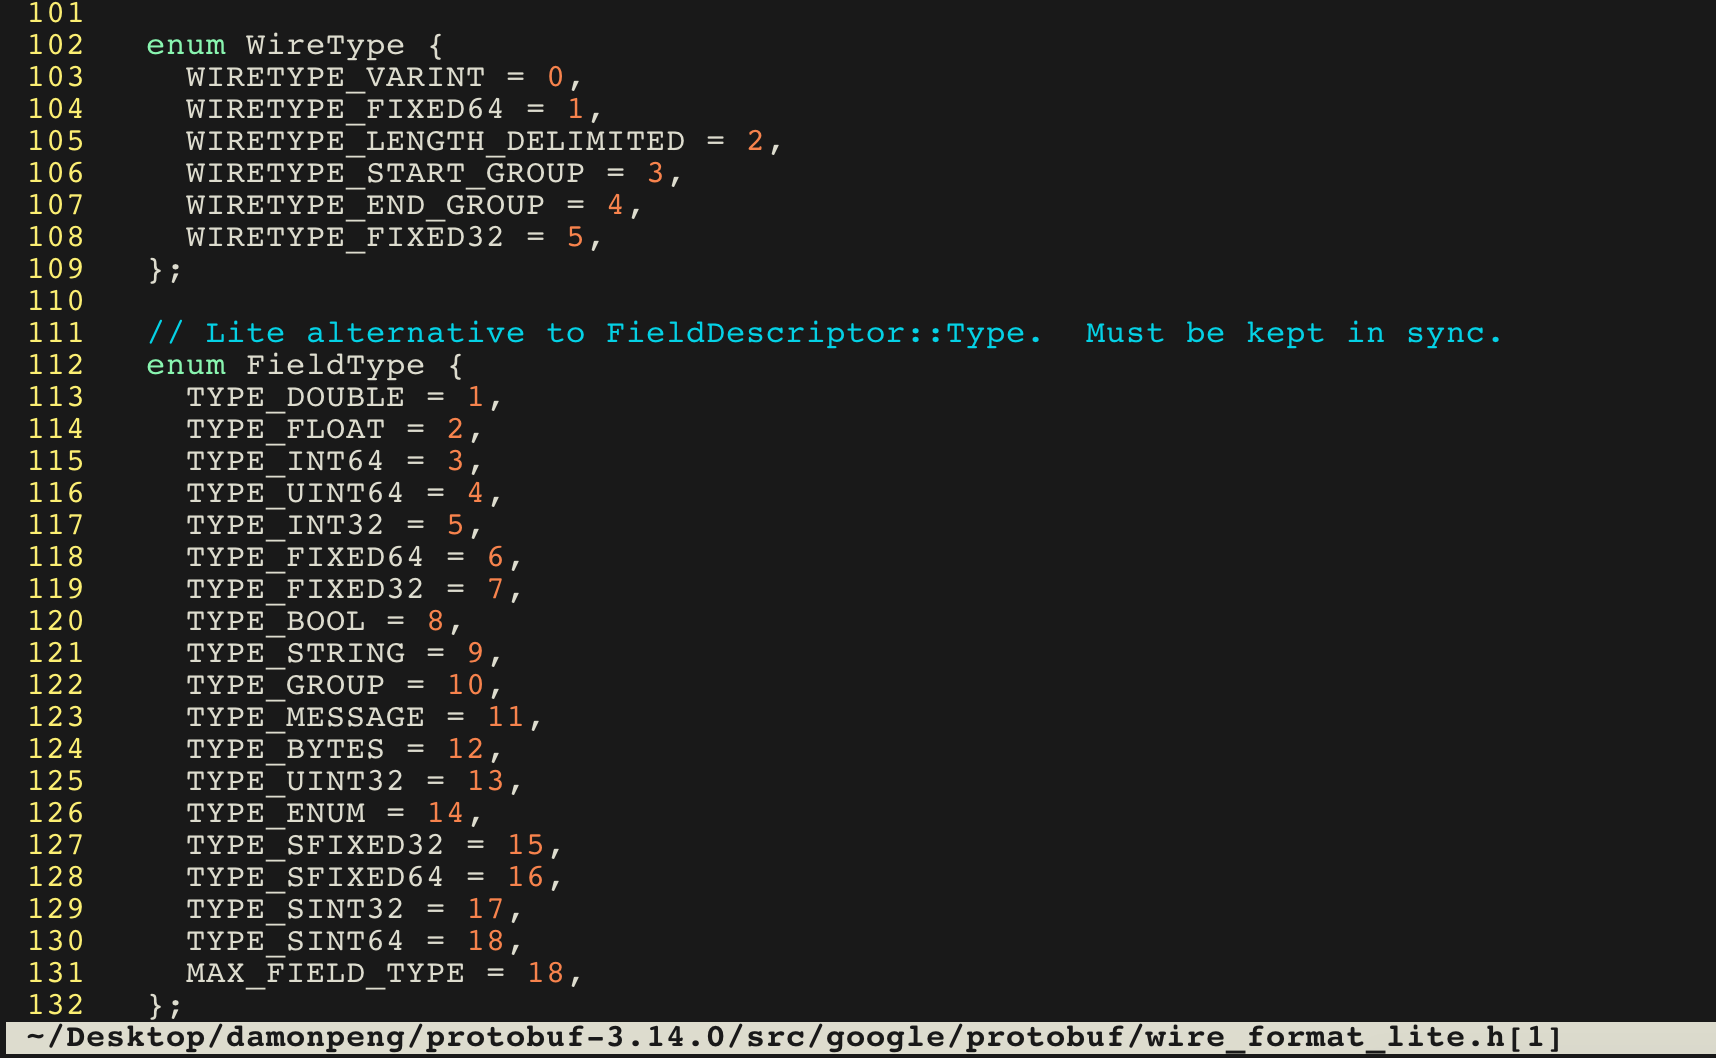 101
102   enum WireType {
103     WIRETYPE_VARINT = 0,
104     WIRETYPE_FIXED64 = 1,
105     WIRETYPE_LENGTH_DELIMITED = 2,
106     WIRETYPE_START_GROUP = 3,
107     WIRETYPE_END_GROUP = 4,
108     WIRETYPE_FIXED32 = 5,
109   };
110
111   // Lite alternative to FieldDescriptor::Type.  Must be kept in sync.
112   enum FieldType {
113     TYPE_DOUBLE = 1,
114     TYPE_FLOAT = 2,
115     TYPE_INT64 = 3,
116     TYPE_UINT64 = 4,
117     TYPE_INT32 = 5,
118     TYPE_FIXED64 = 6,
119     TYPE_FIXED32 = 7,
120     TYPE_BOOL = 8,
121     TYPE_STRING = 9,
122     TYPE_GROUP = 10,
123     TYPE_MESSAGE = 11,
124     TYPE_BYTES = 12,
125     TYPE_UINT32 = 13,
126     TYPE_ENUM = 14,
127     TYPE_SFIXED32 = 15,
128     TYPE_SFIXED64 = 16,
129     TYPE_SINT32 = 17,
130     TYPE_SINT64 = 18,
131     MAX_FIELD_TYPE = 18,
132   };
~/Desktop/damonpeng/protobuf-3.14.0/src/google/protobuf/wire_format_lite.h[1]